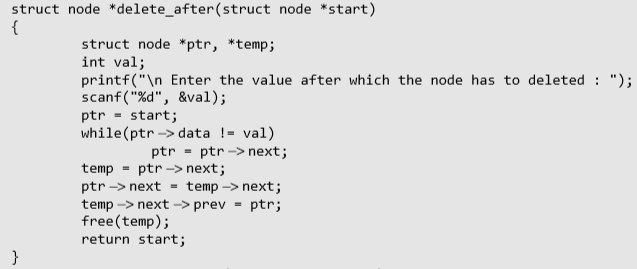 struct node *delete_after(struct node *start)
{
struct node *ptr, *temp;
int val;
printf("\n Enter the value after which the node has to deleted : ");
scanf("%d", &val);
ptr = start;
while(ptr -> data != val)
ptr = ptr -> next;
temp = ptr -> next;
ptr -> next = temp -> next;
temp -> next -> prev = ptr;
free(temp);
return start;
}